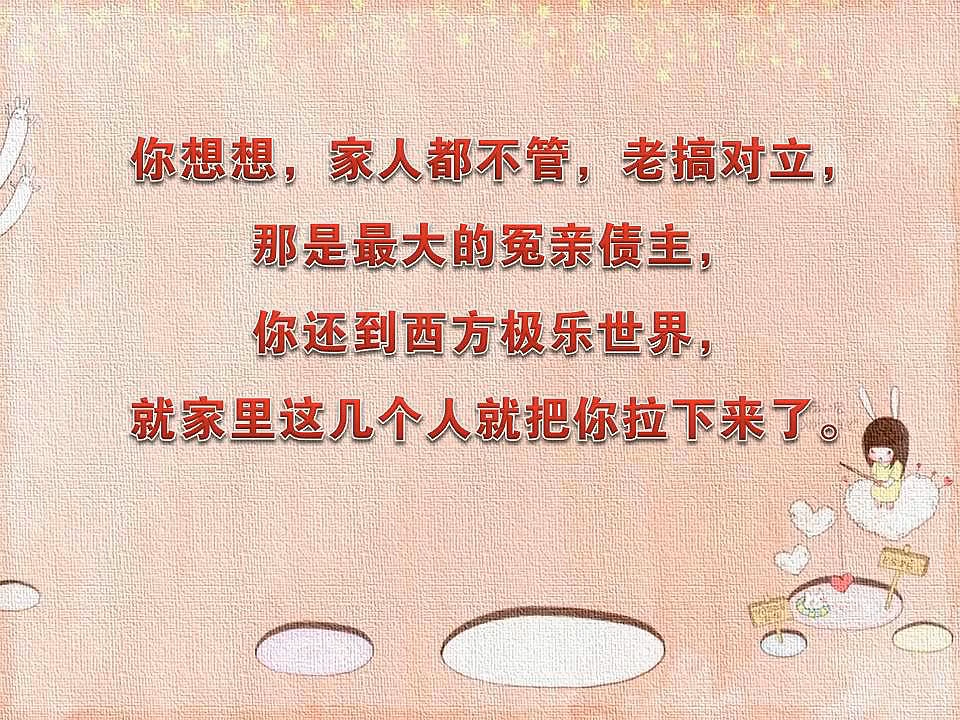 你想想，家人都不管，老搞对立，
那是最大的冤亲债主，
你还到西方极乐世界，
就家里这几个人就把你拉下来了。